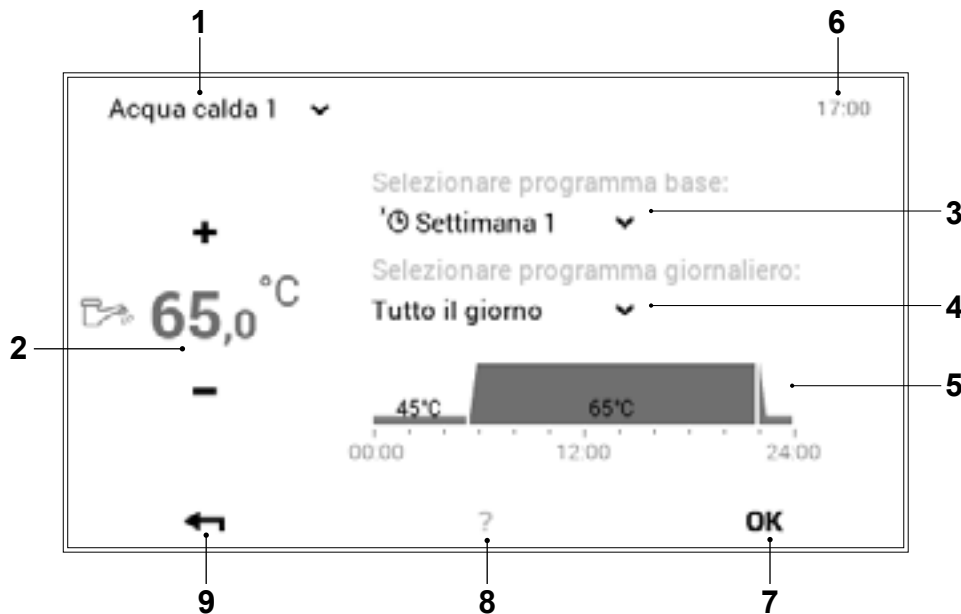 1 6
Acqua calda 1 17:00
Selezionare programma base:
Settimana 1 3
+
Selezionare programma giornaliero:
65,0 °C
Tutto il giorno 4
2
−
5
45°C 65°C
00:00 12:00 24:00
? OK
9 8 7